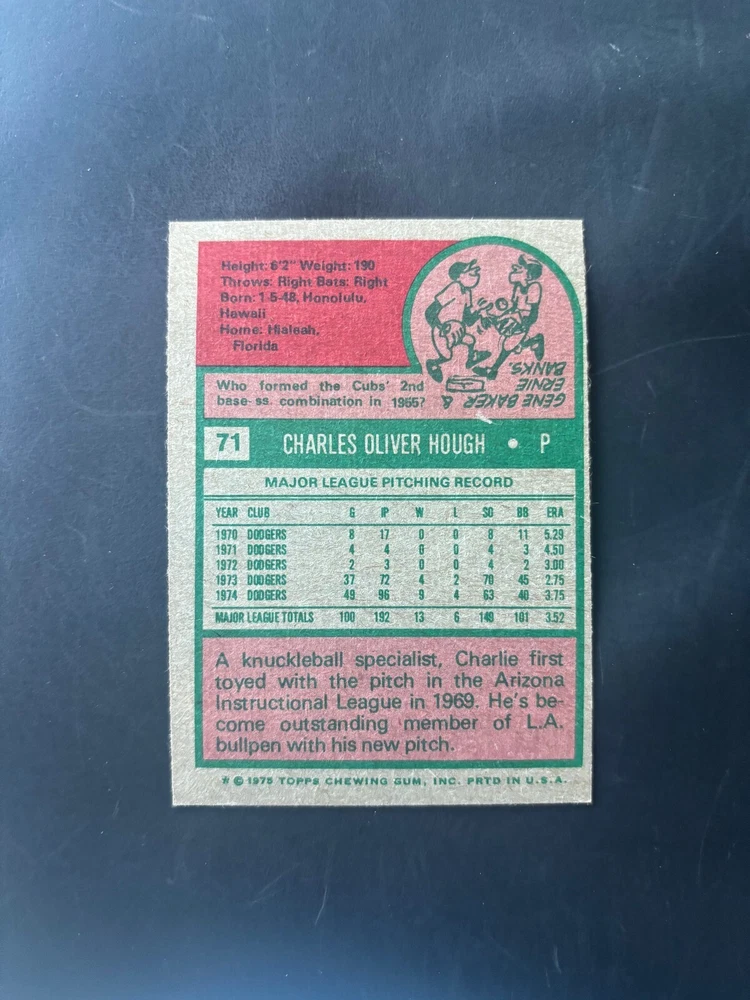 Height: 6'2" Weight: 190
Throws: Right Bats: Right
Born: 1-5-48, Honolulu,
Hawaii
Home: Hialeah,
Florida
Who formed the Cubs' 2nd
base-ss. combination in 1955?
GENE BAKER &
ERNIE
BANKS.
71 CHARLES OLIVER HOUGH • P
MAJOR LEAGUE PITCHING RECORD
YEAR CLUB G IP W L SO BB ERA
1970 DODGERS 8 17 0 0 8 11 5.29
1971 DODGERS 4 4 0 0 4 3 4.50
1972 DODGERS 2 3 0 0 4 2 3.00
1973 DODGERS 37 72 4 2 70 45 2.75
1974 DODGERS 49 96 9 4 63 40 3.75
MAJOR LEAGUE TOTALS 100 192 13 6 149 101 3.52
A knuckleball specialist, Charlie first
toyed with the pitch in the Arizona
Instructional League in 1969. He's be-
come outstanding member of L.A.
bullpen with his new pitch.
* © 1975 TOPPS CHEWING GUM, INC. PRTD IN U.S.A.